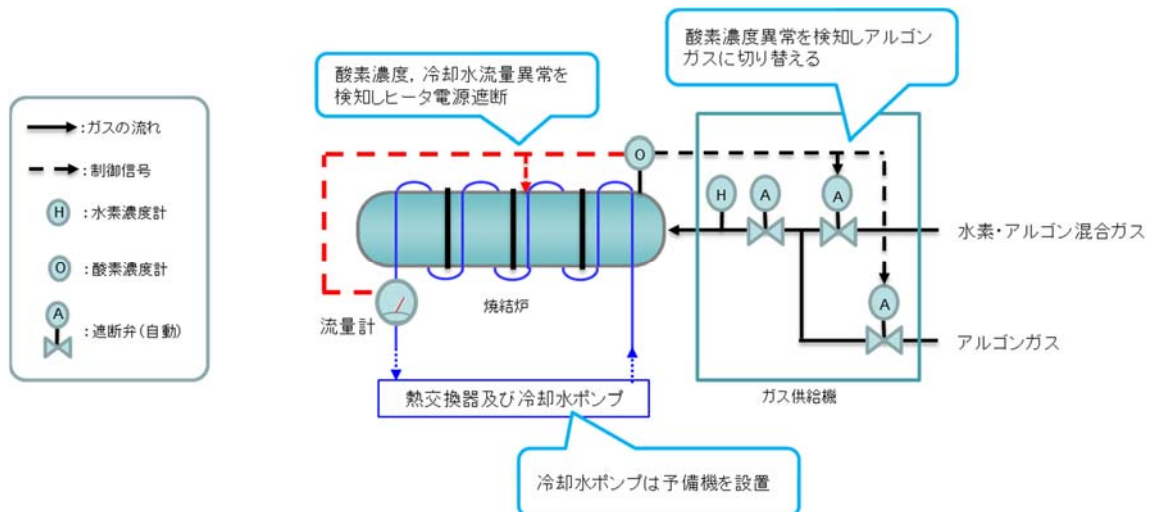 酸素濃度異常を検知しアルゴン
ガスに切り替える
酸素濃度，冷却水流量異常を
検知しヒータ電源遮断
:ガスの流れ
:制御信号
H
:水素濃度計
O
:酸素濃度計
A
:遮断弁(自動)
O
H
A
A
水素・アルゴン混合ガス
焼結炉
流量計
A
アルゴンガス
熱交換器及び冷却水ポンプ
ガス供給機
冷却水ポンプは予備機を設置